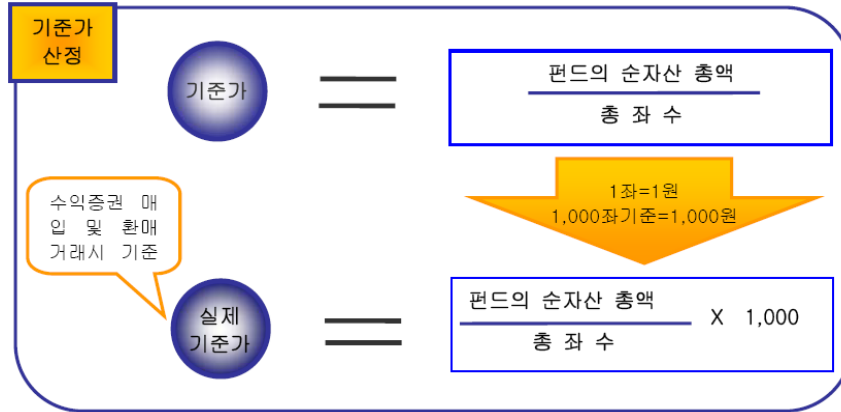 기준가
산정
기준가
펀드의 순자산 총액
총 좌 수
1좌=1원
1,000좌기준=1,000원
수익증권 매
입 및 환매
거래시 기준
실제
기준가
펀드의 순자산 총액
총 좌 수
X 1,000